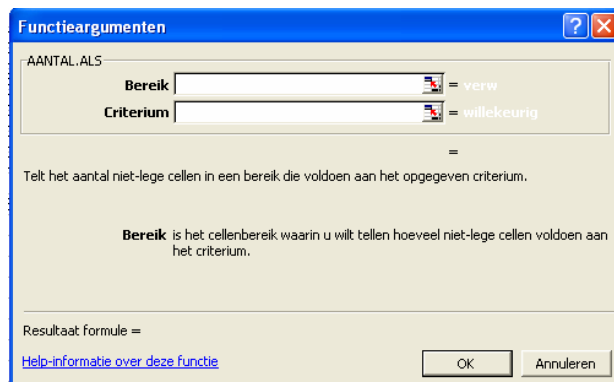 Functieargumenten
AANTAL.ALS
Bereik = verw
Criterium = willekeurig
=
Telt het aantal niet-lege cellen in een bereik die voldoen aan het opgegeven criterium.
Bereik is het cellenbereik waarin u wilt tellen hoeveel niet-lege cellen voldoen aan
het criterium.
Resultaat formule =
Help-informatie over deze functie
OK Annuleren